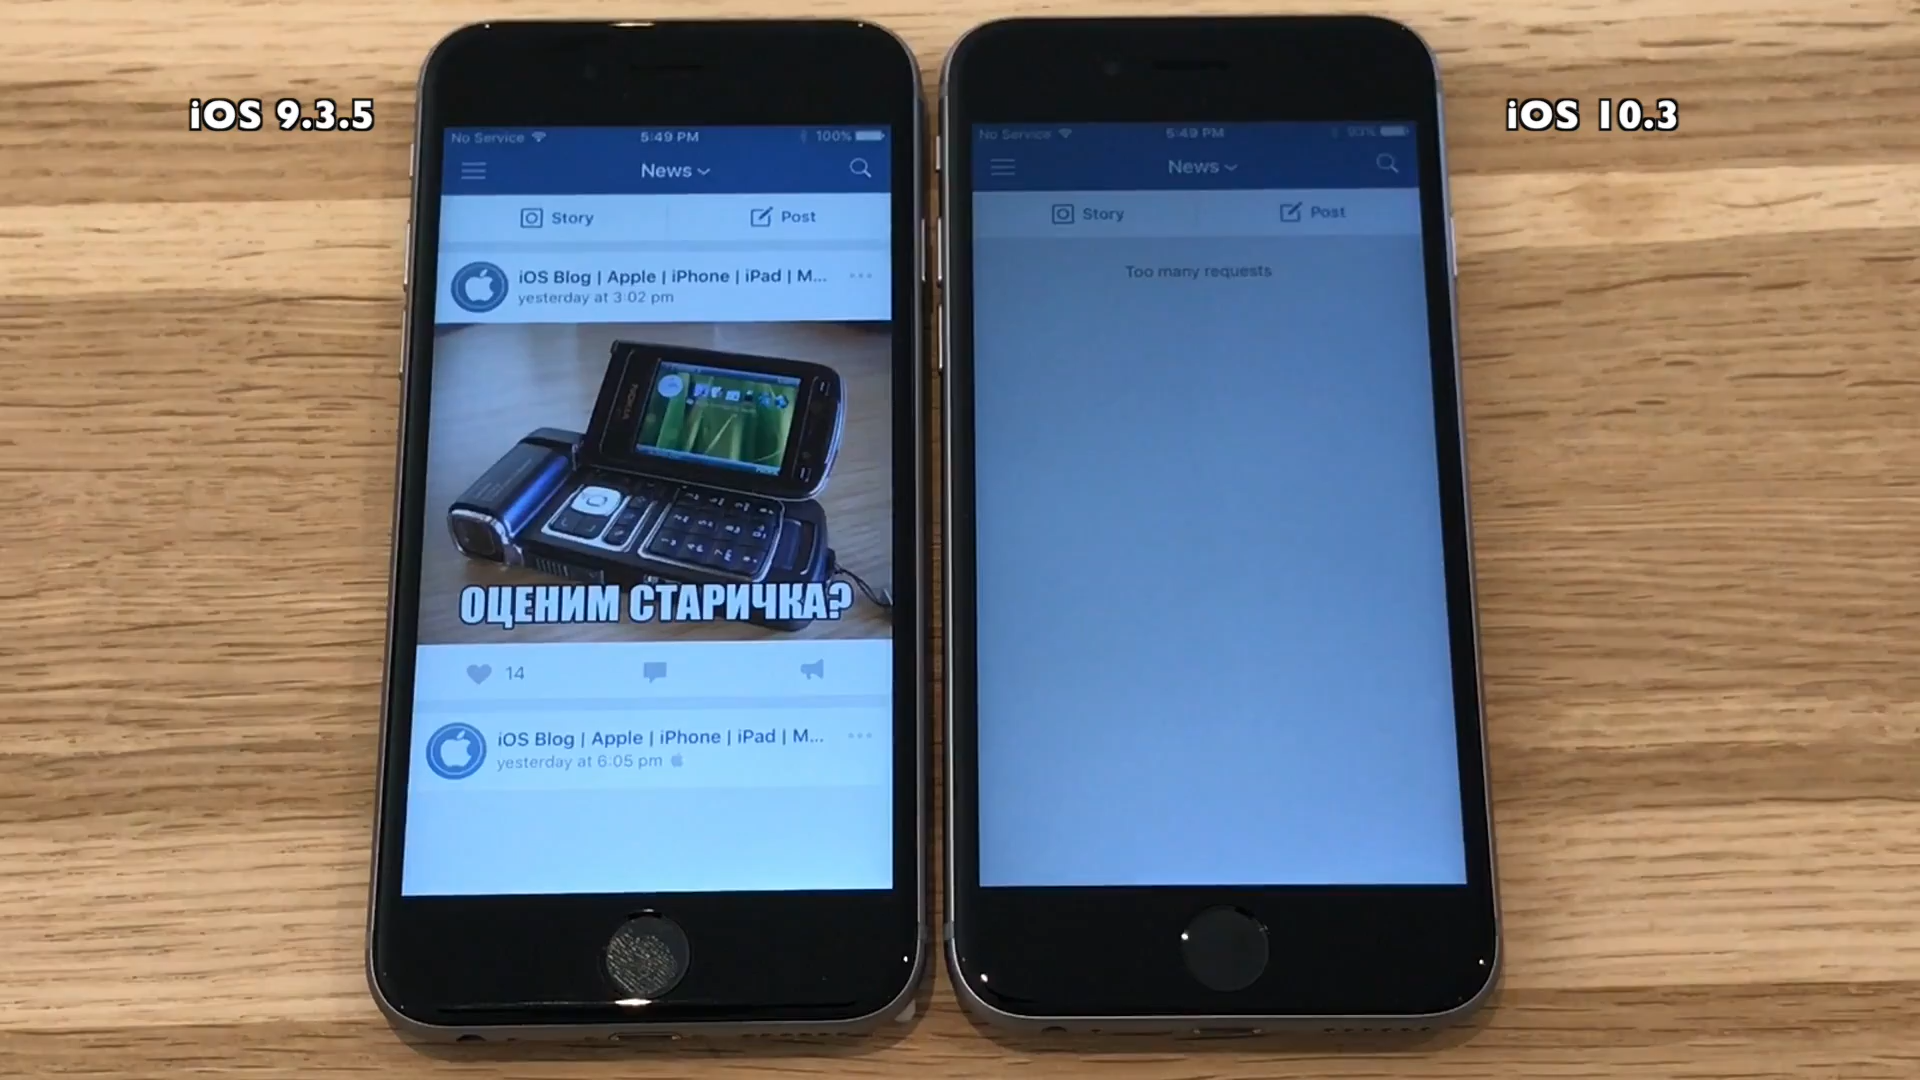 iOS 9.3.5
iOS 10.3
No Service 5:49 PM 100%
News
Story Post
iOS Blog | Apple | iPhone | iPad | M...
yesterday at 3:02 pm
NOKIA
ОЦЕНИМ СТАРИЧКА?
14
iOS Blog | Apple | iPhone | iPad | M...
yesterday at 6:05 pm
No Service 5:49 PM 93%
News
Story Post
Too many requests